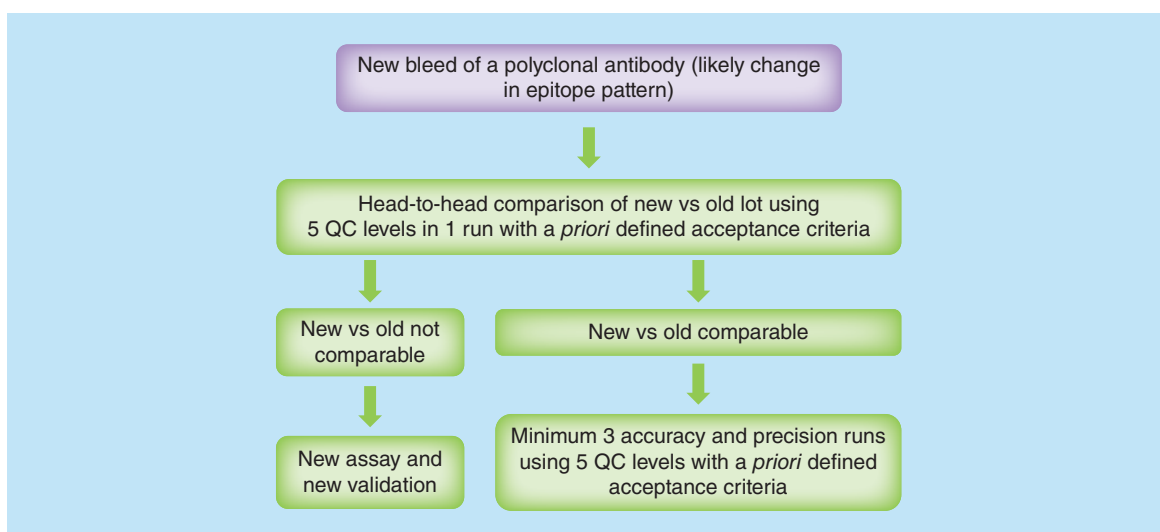 New bleed of a polyclonal antibody (likely change
in epitope pattern)
Head-to-head comparison of new vs old lot using
5 QC levels in 1 run with a priori defined acceptance criteria
New vs old not
comparable
New vs old comparable
New assay and
new validation
Minimum 3 accuracy and precision runs
using 5 QC levels with a priori defined
acceptance criteria